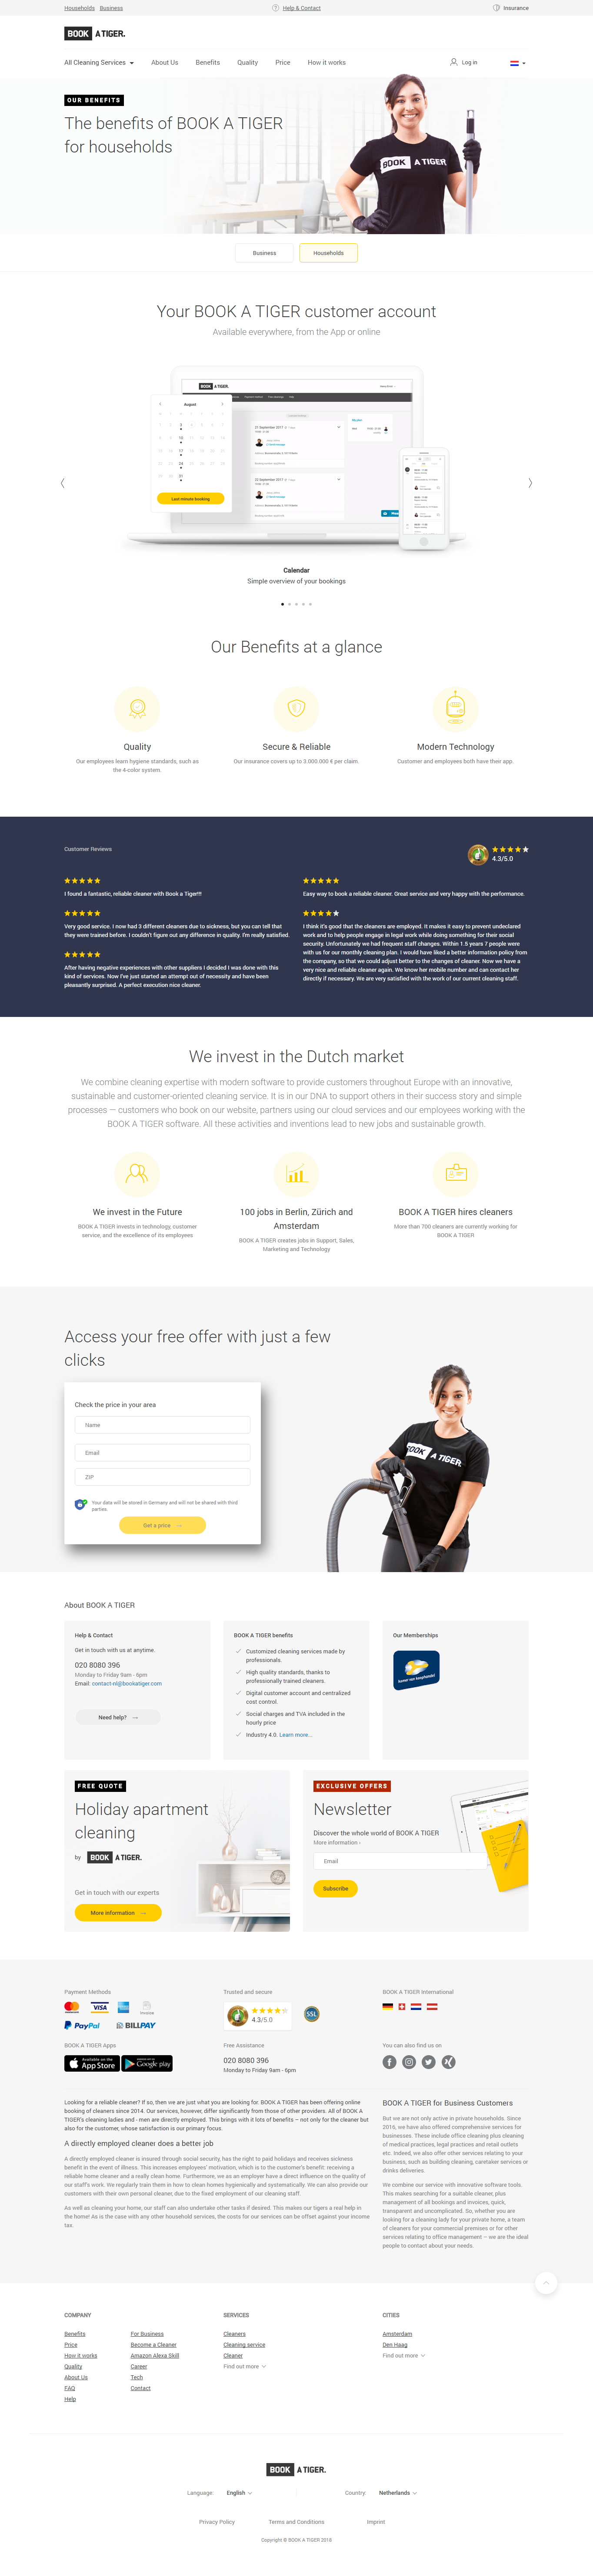 Households Business
Help & Contact
Insurance
BOOK A TIGER.
All Cleaning Services
About Us
Benefits
Quality
Price
How it works
Log in
OUR BENEFITS
The benefits of BOOK A TIGER
for households
BOOK A TIGER
Business
Households
Your BOOK A TIGER customer account
Available everywhere, from the App or online
BOOK A TIGER.
August
Last minute booking
Calendar
Simple overview of your bookings
Our Benefits at a glance
Quality
Our employees learn hygiene standards, such as
the 4-color system.
Secure & Reliable
Our insurance covers up to 3.000.000 € per claim.
Modern Technology
Customer and employees both have their app.
Customer Reviews
4.3/5.0
I found a fantastic, reliable cleaner with Book a Tiger!!!
Very good service. I now had 3 different cleaners due to sickness, but you can tell that
they were trained before. I couldn't figure out any difference in quality. I'm really satisfied.
After having negative experiences with other suppliers I decided I was done with this
kind of services. Now I've just started an attempt out of necessity and have been
pleasantly surprised. A perfect execution nice cleaner.
Easy way to book a reliable cleaner. Great service and very happy with the performance.
I think it's good that the cleaners are employed. It makes it easy to prevent undeclared
work and to help people engage in legal work while doing something for their social
security. Unfortunately we had frequent staff changes. Within 1.5 years 7 people were
with us for our monthly cleaning plan. I would have liked a better information policy from
the company, so that we could adjust better to the changes of cleaner. Now we have a
very nice and reliable cleaner again. We know her mobile number and can contact her
directly if necessary. We are very satisfied with the work of our current cleaning staff.
We invest in the Dutch market
We combine cleaning expertise with modern software to provide customers throughout Europe with an innovative,
sustainable and customer-oriented cleaning service. It is in our DNA to support others in their success story and simple
processes — customers who book on our website, partners using our cloud services and our employees working with the
BOOK A TIGER software. All these activities and inventions lead to new jobs and sustainable growth.
We invest in the Future
BOOK A TIGER invests in technology, customer
service, and the excellence of its employees
100 jobs in Berlin, Zürich and
Amsterdam
BOOK A TIGER creates jobs in Support, Sales,
Marketing and Technology
BOOK A TIGER hires cleaners
More than 700 cleaners are currently working for
BOOK A TIGER
Access your free offer with just a few
clicks
Check the price in your area
Name
Email
ZIP
Your data will be stored in Germany and will not be shared with third
parties.
Get a price
BOOK A TIGER
About BOOK A TIGER
Help & Contact
Get in touch with us at anytime.
020 8080 396
Monday to Friday 9am - 6pm
Email: contact-nl@bookatiger.com
Need help?
BOOK A TIGER benefits
Customized cleaning services made by
professionals.
High quality standards, thanks to
professionally trained cleaners.
Digital customer account and centralized
cost control.
Social charges and TVA included in the
hourly price
Industry 4.0. Learn more...
Our Memberships
FREE QUOTE
Holiday apartment
cleaning
by BOOK A TIGER.
Get in touch with our experts
More information
EXCLUSIVE OFFERS
Newsletter
Discover the whole world of BOOK A TIGER
More information ›
Email
Subscribe
Payment Methods
VISA
Invoice
PayPal
BILLPAY
Trusted and secure
4.3/5.0
SSL
BOOK A TIGER International
BOOK A TIGER Apps
Available on the
App Store
Google play
Free Assistance
020 8080 396
Monday to Friday 9am - 6pm
You can also find us on
Looking for a reliable cleaner? If so, then we are just what you are looking for. BOOK A TIGER has been offering online
booking of cleaners since 2014. Our services, however, differ significantly from those of other providers. All of BOOK A
TIGER's cleaning ladies and - men are directly employed. This brings with it lots of benefits – not only for the cleaner but
also for the customer, whose satisfaction is our primary focus.
A directly employed cleaner does a better job
A directly employed cleaner is insured through social security, has the right to paid holidays and receives sickness
benefit in the event of illness. This increases employees' motivation, which is to the customer's benefit: receiving a
reliable home cleaner and a really clean home. Furthermore, we as an employer have a direct influence on the quality
of our staff's work. We regularly train them in how to clean homes hygienically and systematically. We can also provide our
customers with their own personal cleaner, due to the fixed employment of our cleaning staff.
As well as cleaning your home, our staff can also undertake other tasks if desired. This makes our tigers a real help in
the home! As is the case with any other household services, the costs for our services can be offset against your income
tax.
BOOK A TIGER for Business Customers
But we are not only active in private households. Since
2016, we have also offered comprehensive services for
businesses. These include office cleaning plus cleaning
of medical practices, legal practices and retail outlets
etc. Indeed, we also offer other services relating to your
business, such as building cleaning, caretaker services or
drinks deliveries.
We combine our service with innovative software tools.
This makes searching for a suitable cleaner, plus
management of all bookings and invoices, quick,
transparent and uncomplicated. So, whether you are
looking for a cleaning lady for your private home, a team
of cleaners for your commercial premises or for other
services relating to office management – we are the ideal
people to contact about your needs.
COMPANY
Benefits
Price
How it works
Quality
About Us
FAQ
Help
For Business
Become a Cleaner
Amazon Alexa Skill
Career
Tech
Contact
SERVICES
Cleaners
Cleaning service
Cleaner
Find out more
CITIES
Amsterdam
Den Haag
Find out more
BOOK A TIGER.
Language: English
Country: Netherlands
Privacy Policy
Terms and Conditions
Imprint
Copyright © BOOK A TIGER 2018